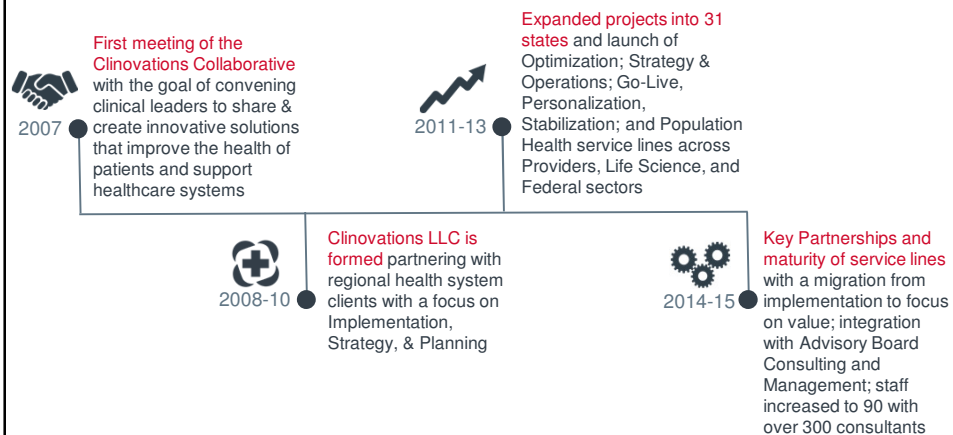 First meeting of the
Clinovations Collaborative
with the goal of convening
clinical leaders to share &
create innovative solutions
that improve the health of
patients and support
healthcare systems
2007
Clinovations LLC is
formed partnering with
regional health system
clients with a focus on
Implementation,
Strategy, & Planning
2008-10
Expanded projects into 31
states and launch of
Optimization; Strategy &
Operations; Go-Live,
Personalization,
Stabilization; and Population
Health service lines across
Providers, Life Science, and
Federal sectors
2011-13
Key Partnerships and
maturity of service lines
with a migration from
implementation to focus
on value; integration
with Advisory Board
Consulting and
Management; staff
increased to 90 with
over 300 consultants
2014-15